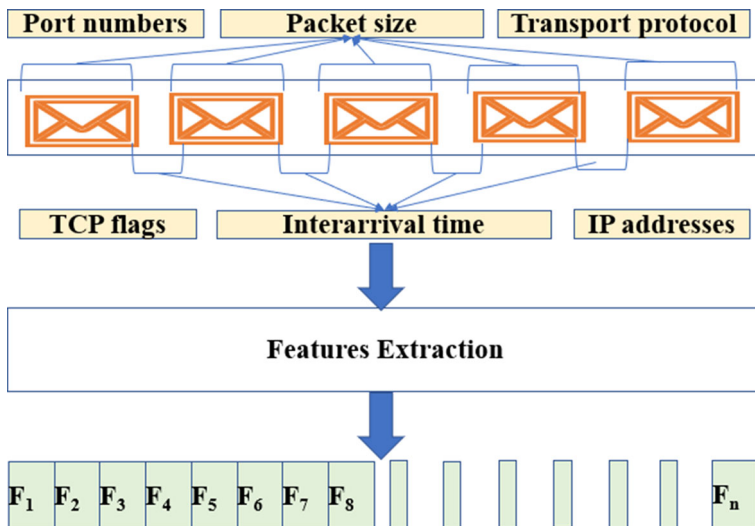 Port numbers Packet size Transport protocol
TCP flags Interarrival time IP addresses
Features Extraction
F1 F2 F3 F4 F5 F6 F7 F8 Fn